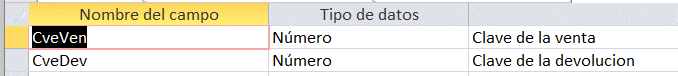 Nombre del campo Tipo de datos
CveVen Número Clave de la venta
CveDev Número Clave de la devolucion